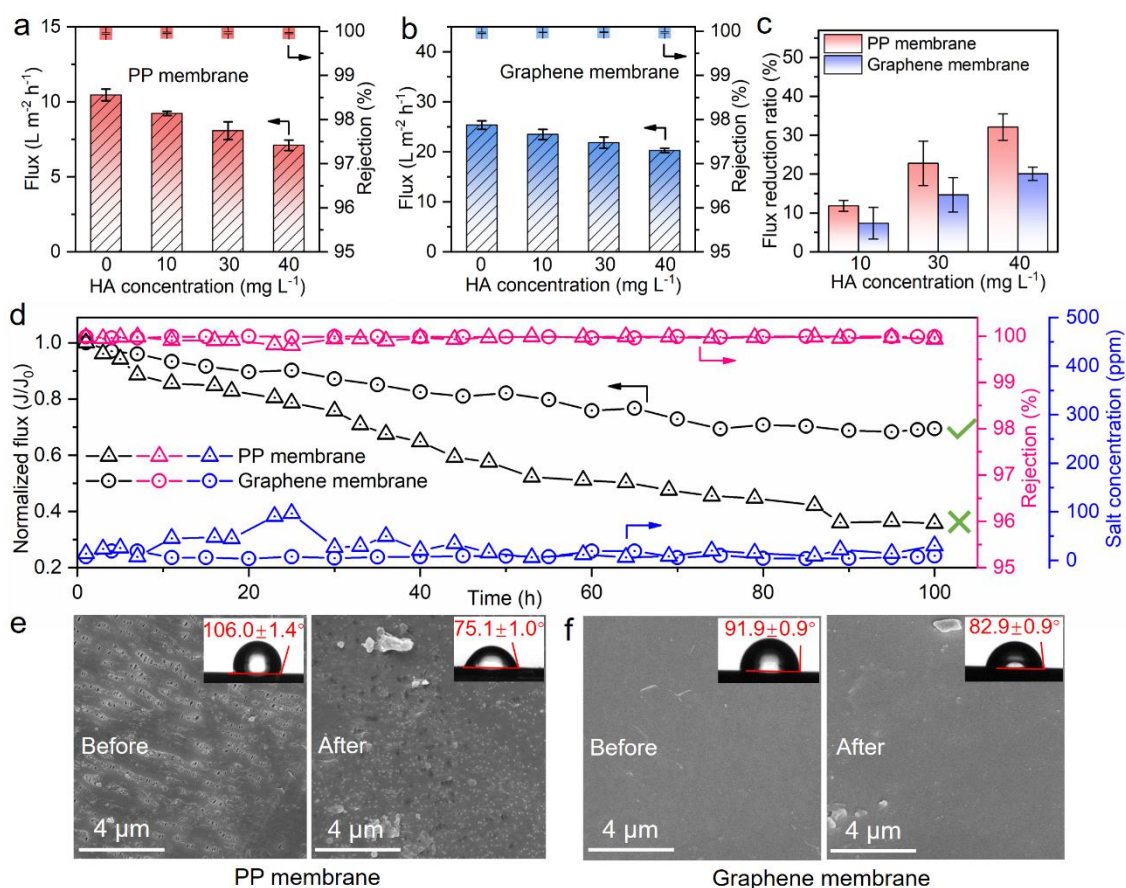 a
15
10
5
0
Flux (L m⁻² h⁻¹)
PP membrane
100
99
98
97
96
95
Rejection (%)
0 10 30 40
HA concentration (mg L⁻¹)
b
40
30
20
10
0
Flux (L m⁻² h⁻¹)
Graphene membrane
100
99
98
97
96
95
Rejection (%)
0 10 30 40
HA concentration (mg L⁻¹)
c
PP membrane
Graphene membrane
50
40
30
20
10
0
Flux reduction ratio (%)
10 30 40
HA concentration (mg L⁻¹)
d
1.0
0.8
0.6
0.4
0.2
Normalized flux (J/J₀)
PP membrane
Graphene membrane
100
99
98
97
96
95
Rejection (%)
500
400
300
200
100
0
Salt concentration (ppm)
0 20 40 60 80 100
Time (h)
e
106.0±1.4°
Before
4 μm
75.1±1.0°
After
4 μm
PP membrane
f
91.9±0.9°
Before
4 μm
82.9±0.9°
After
4 μm
Graphene membrane